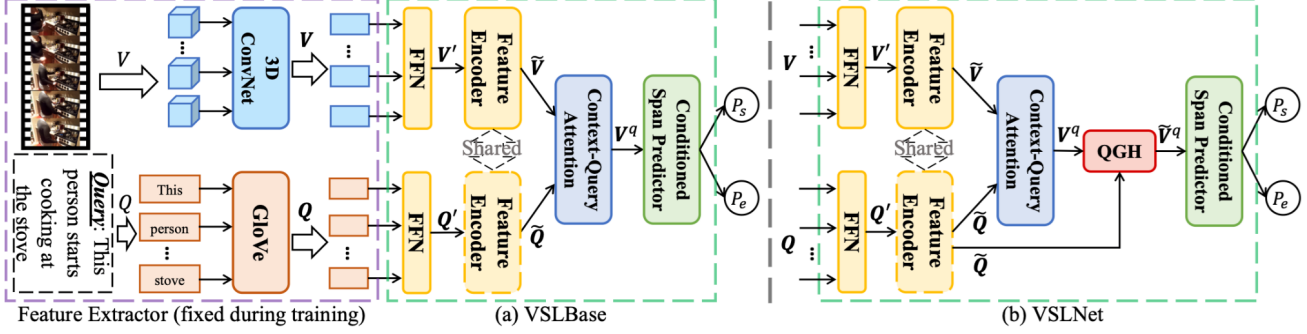 V
3D
ConvNet
V
Query: This
person starts
cooking at
the stove
Q
This
person
...
stove
GloVe
Q
Feature Extractor (fixed during training)
FFN
V′
Feature
Encoder
Ṽ
Shared
FFN
Q′
Feature
Encoder
Q̃
Context-Query
Attention
V^q
Conditioned
Span Predictor
P_s
P_e
(a) VSLBase
V
FFN
V′
Feature
Encoder
Ṽ
Shared
Q
FFN
Q′
Feature
Encoder
Q̃
Q̃
Context-Query
Attention
V^q
QGH
Ṽ^q
Conditioned
Span Predictor
P_s
P_e
(b) VSLNet